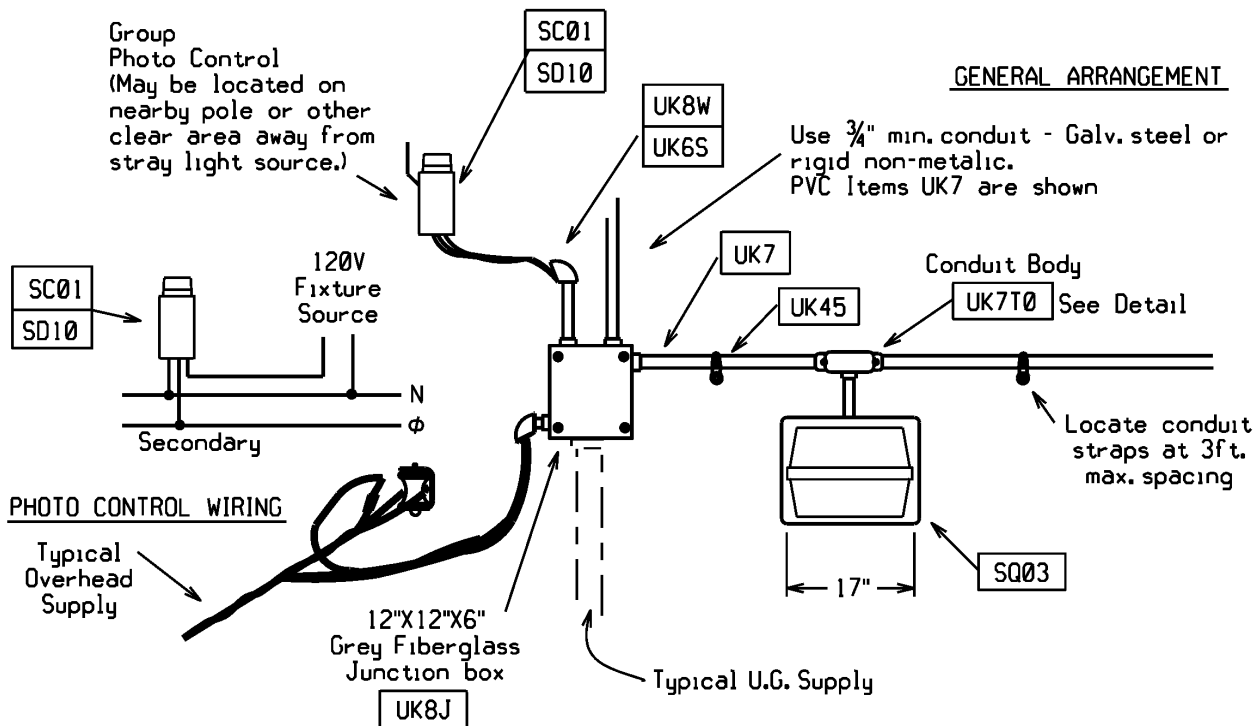 Group
Photo Control
(May be located on
nearby pole or other
clear area away from
stray light source.)
SC01
SD10
UK8W
UK6S
GENERAL ARRANGEMENT
Use 3/4" min. conduit - Galv. steel or
rigid non-metalic.
PVC Items UK7 are shown
SC01
SD10
120V
Fixture
Source
UK7
UK45
Conduit Body
UK7T0 See Detail
N
ϕ
Secondary
Locate conduit
straps at 3ft.
max. spacing
PHOTO CONTROL WIRING
Typical
Overhead
Supply
17"
SQ03
12"X12"X6"
Grey Fiberglass
Junction box
UK8J
Typical U.G. Supply